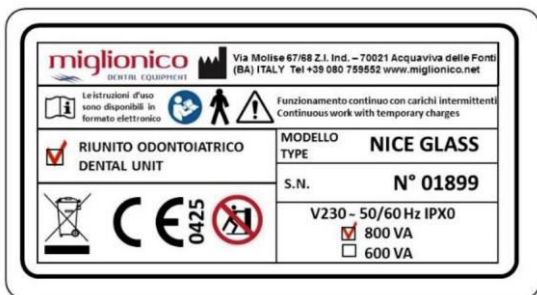 miglionico
DENTAL EQUIPMENT
Via Molise 67/68 Z.I. Ind. – 70021 Acquaviva delle Fonti
(BA) ITALY Tel +39 080 759552 www.miglionico.net
Le istruzioni d'uso
sono disponibili in
formato elettronico
Funzionamento continuo con carichi intermittenti
Continuous work with temporary charges
RIUNITO ODONTOIATRICO
DENTAL UNIT
MODELLO
TYPE
NICE GLASS
S.N.
N° 01899
CE
0425
V230 ~ 50/60 Hz IPX0
800 VA
600 VA